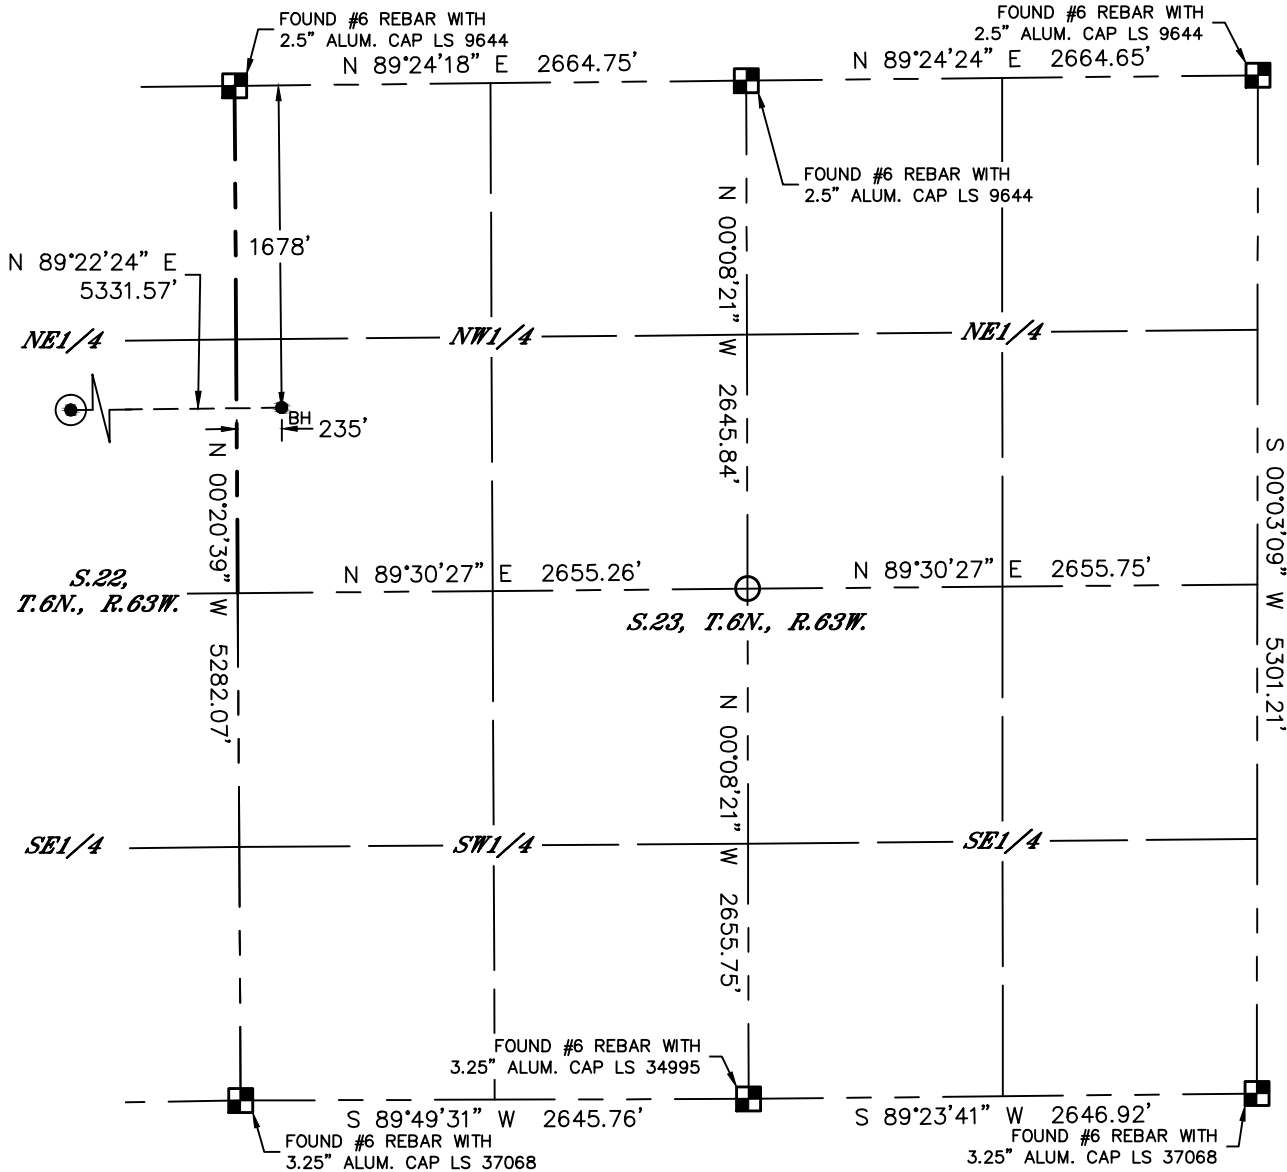 FOUND #6 REBAR WITH
2.5" ALUM. CAP LS 9644
FOUND #6 REBAR WITH
2.5" ALUM. CAP LS 9644
N 89°24'18" E 2664.75'
N 89°24'24" E 2664.65'
FOUND #6 REBAR WITH
2.5" ALUM. CAP LS 9644
N 00°08'21" W 2645.84'
1678'
N 89°22'24" E
5331.57'
NE1/4
NW1/4
NE1/4
BH
235'
N 00°20'39" W 5282.07'
S 00°03'09" W 5301.21'
S.22,
T.6N., R.63W.
N 89°30'27" E 2655.26'
N 89°30'27" E 2655.75'
S.23, T.6N., R.63W.
N 00°08'21" W 2655.75'
SE1/4
SW1/4
SE1/4
FOUND #6 REBAR WITH
3.25" ALUM. CAP LS 34995
S 89°49'31" W 2645.76'
S 89°23'41" W 2646.92'
FOUND #6 REBAR WITH
3.25" ALUM. CAP LS 37068
FOUND #6 REBAR WITH
3.25" ALUM. CAP LS 37068